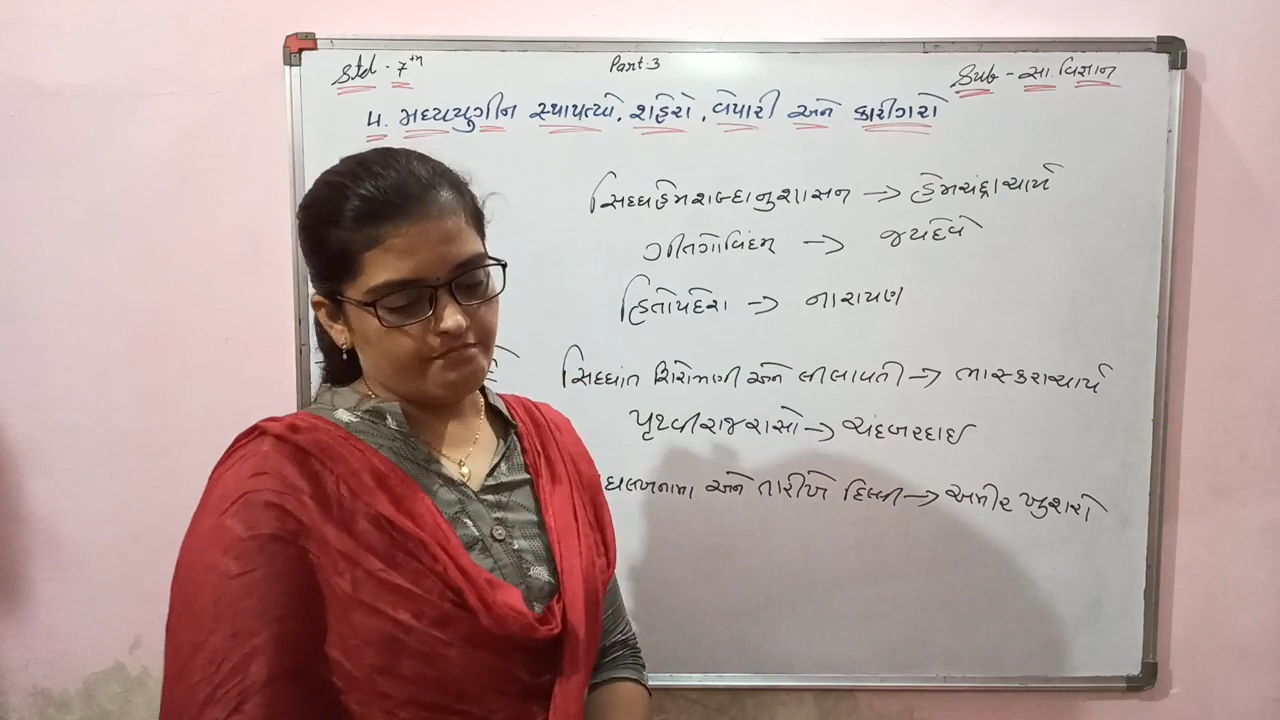 Std - 7th
Part:3
Sub - સા. વિજ્ઞાન
૫. મધ્યયુગીન સ્થાપત્યો, શહેરો, વેપારી અને કારીગરો
સિધ્ધહેમશબ્દાનુશાસન → હેમચંદ્રાચાર્ય
ગીતગોવિંદમ્ → જયદેવ
હિતોપદેશ → નારાયણ
સિધ્ધાંત શિરોમણી અને લીલાવતી → ભાસ્કરાચાર્ય
પૃથ્વીરાજરાસો → ચંદબરદાઈ
અને તારીખે દિલ્લી → અમીર ખુશરો